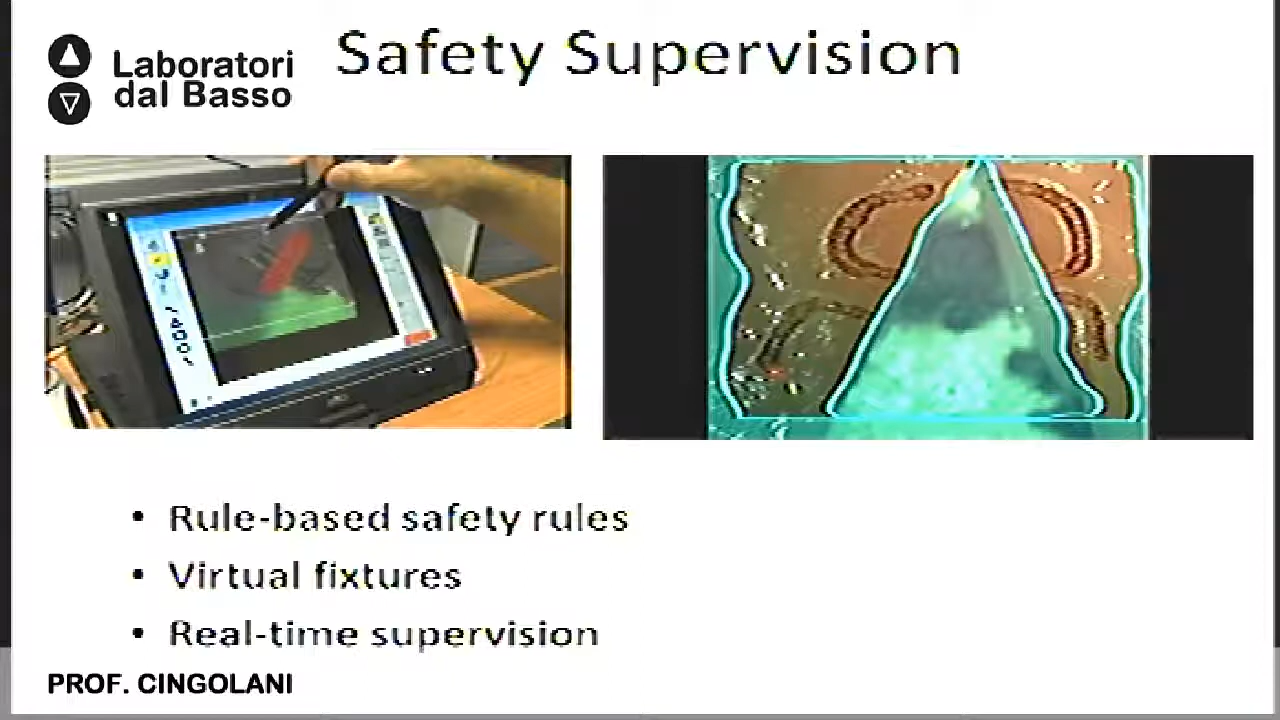 Safety Supervision
Laboratori
dal Basso
• Rule-based safety rules
• Virtual fixtures
• Real-time supervision
PROF. CINGOLANI